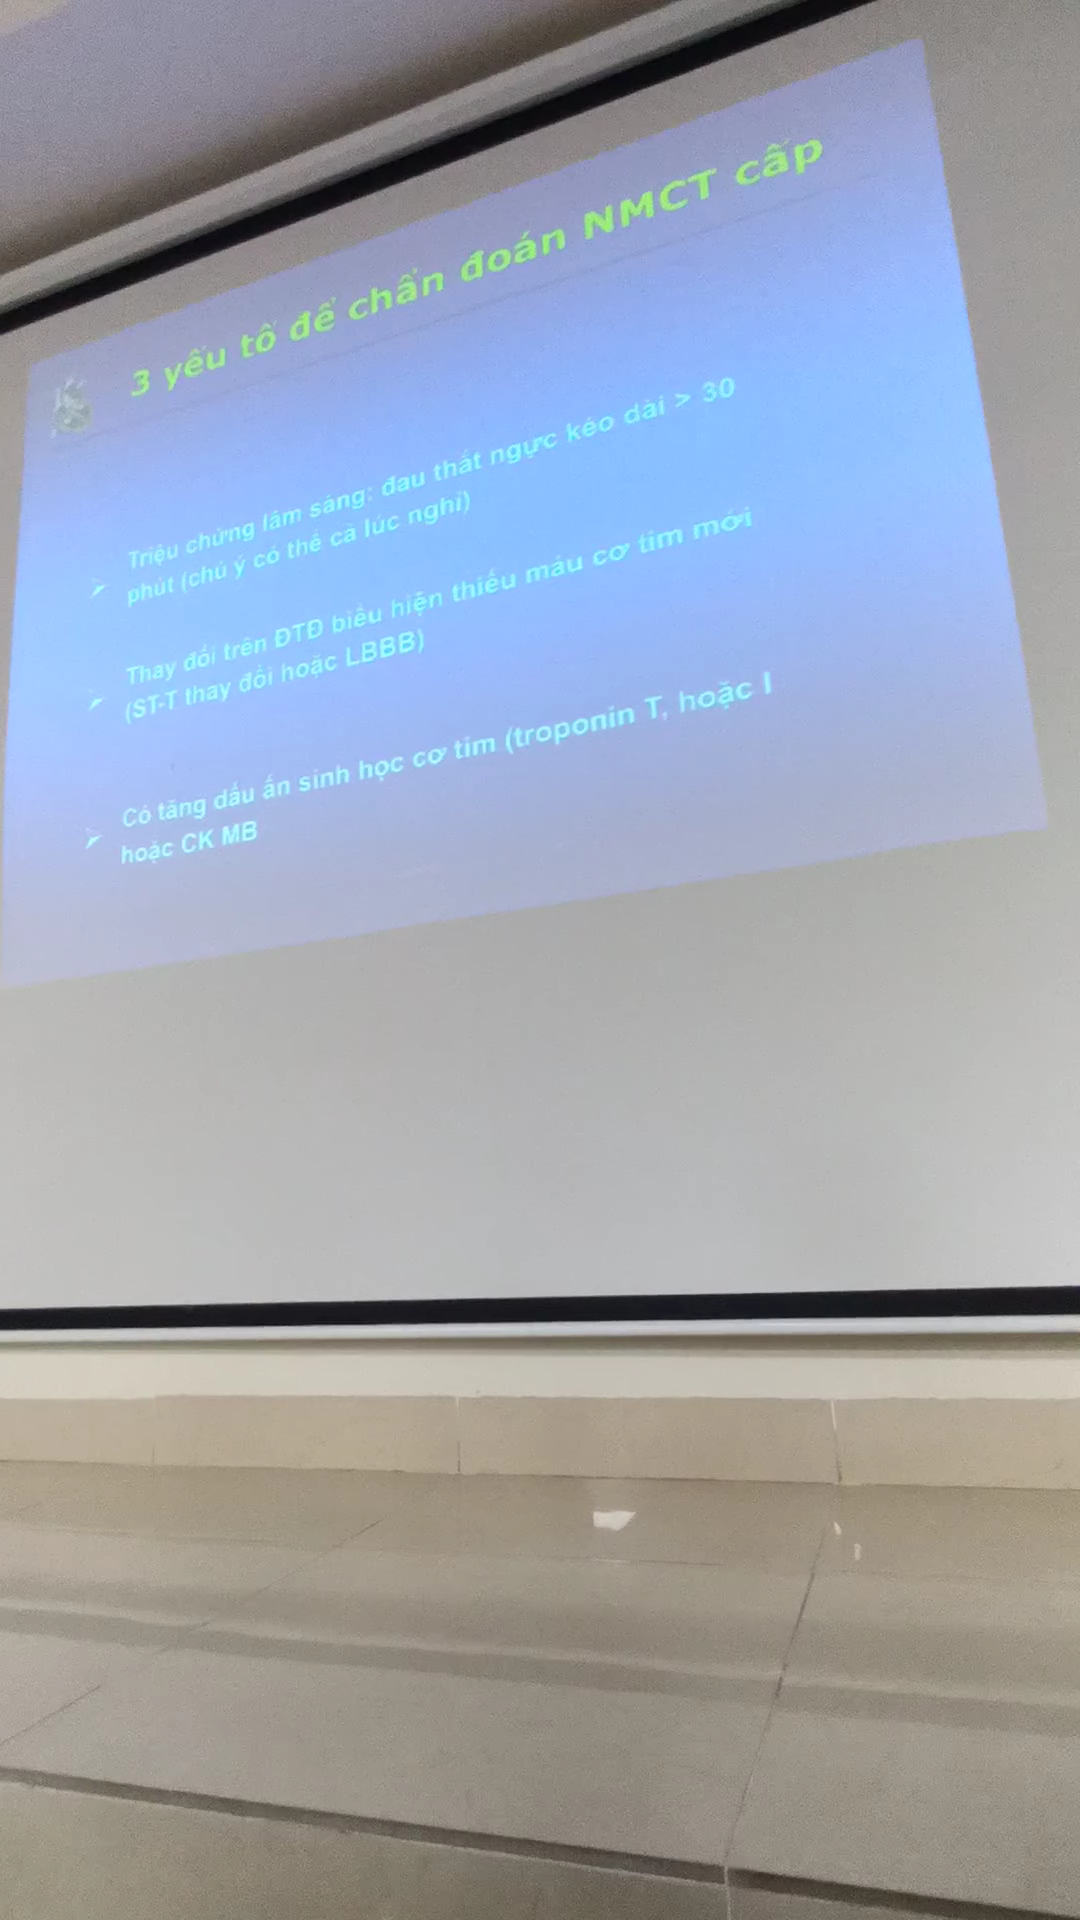 3 yếu tố để chẩn đoán NMCT cấp
Triệu chứng lâm sàng: đau thắt ngực kéo dài > 30
phút (chú ý có thể cả lúc nghỉ)
Thay đổi trên ĐTĐ biểu hiện thiếu máu cơ tim mới
(ST-T thay đổi hoặc LBBB)
Có tăng dấu ấn sinh học cơ tim (troponin T, hoặc I
hoặc CK MB